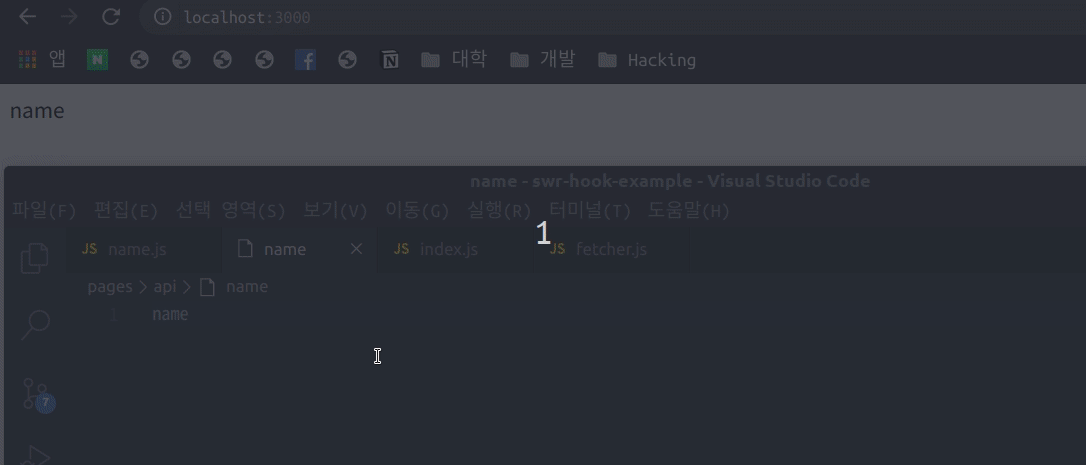 localhost:3000
앱 N f N 대학 개발 Hacking
name
name - swr-hook-example - Visual Studio Code
파일(F) 편집(E) 선택 영역(S) 보기(V) 이동(G) 실행(R) 터미널(T) 도움말(H)
1
JS name.js name × JS index.js JS fetcher.js
pages > api > name
1 name
7